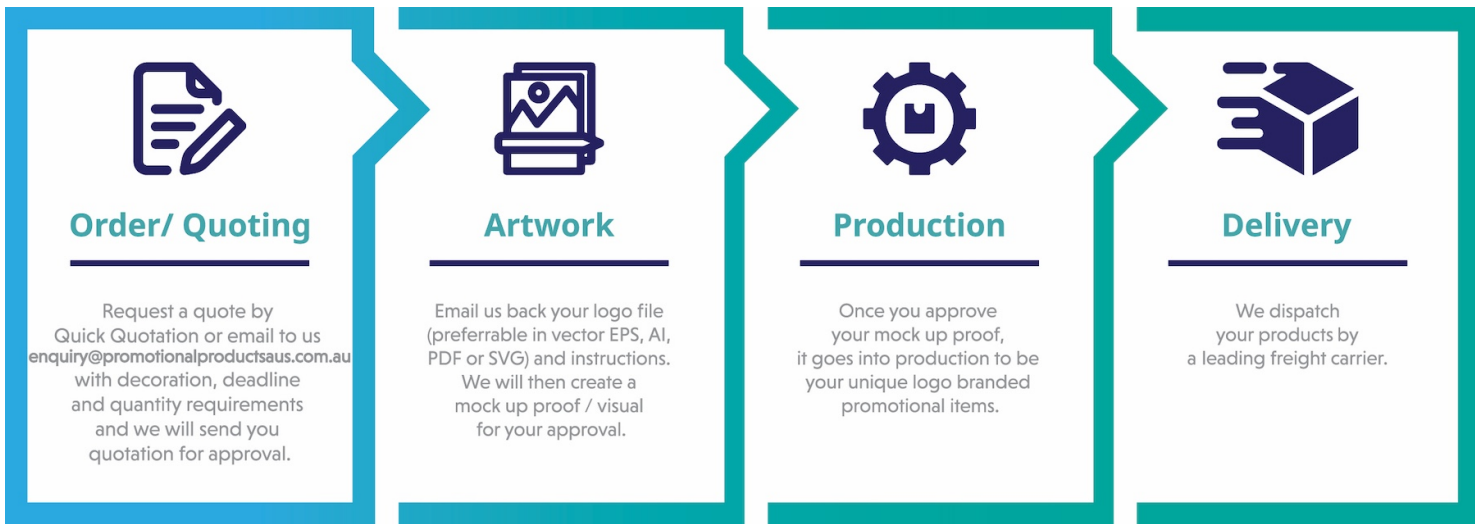 Order/ Quoting
Request a quote by
Quick Quotation or email to us
enquiry@promotionalproductsaus.com.au
with decoration, deadline
and quantity requirements
and we will send you
quotation for approval.
Artwork
Email us back your logo file
(preferrable in vector EPS, AI,
PDF or SVG) and instructions.
We will then create a
mock up proof / visual
for your approval.
Production
Once you approve
your mock up proof,
it goes into production to be
your unique logo branded
promotional items.
Delivery
We dispatch
your products by
a leading freight carrier.